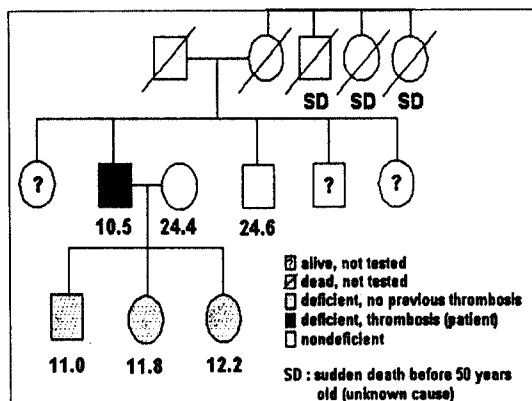 SD SD SD
? ? ?
10.5 24.4 24.6
11.0 11.8 12.2
? alive, not tested
dead, not tested
deficient, no previous thrombosis
deficient, thrombosis (patient)
nondeficient
SD : sudden death before 50 years
old (unknown cause)